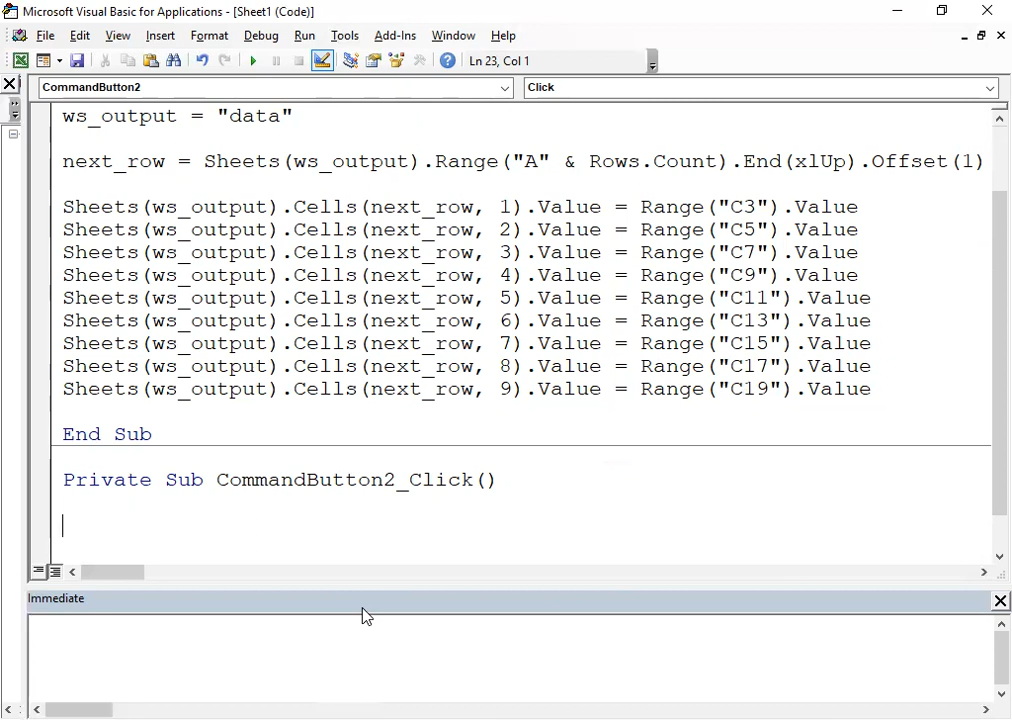 Microsoft Visual Basic for Applications - [Sheet1 (Code)]
File Edit View Insert Format Debug Run Tools Add-Ins Window Help
Ln 23, Col 1
CommandButton2 Click
ws_output = "data"
next_row = Sheets(ws_output).Range("A" & Rows.Count).End(xlUp).Offset(1)
Sheets(ws_output).Cells(next_row, 1).Value = Range("C3").Value
Sheets(ws_output).Cells(next_row, 2).Value = Range("C5").Value
Sheets(ws_output).Cells(next_row, 3).Value = Range("C7").Value
Sheets(ws_output).Cells(next_row, 4).Value = Range("C9").Value
Sheets(ws_output).Cells(next_row, 5).Value = Range("C11").Value
Sheets(ws_output).Cells(next_row, 6).Value = Range("C13").Value
Sheets(ws_output).Cells(next_row, 7).Value = Range("C15").Value
Sheets(ws_output).Cells(next_row, 8).Value = Range("C17").Value
Sheets(ws_output).Cells(next_row, 9).Value = Range("C19").Value
End Sub
Private Sub CommandButton2_Click()
Immediate